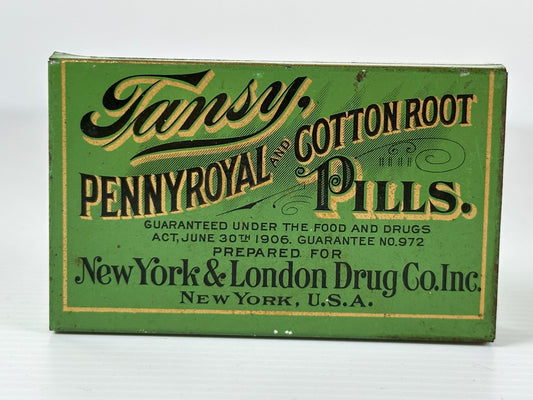 Tansy,
PENNYROYAL AND COTTON ROOT
PILLS.
GUARANTEED UNDER THE FOOD AND DRUGS
ACT, JUNE 30TH 1906. GUARANTEE NO. 972
PREPARED FOR
New York & London Drug Co. Inc.
NEW YORK, U.S.A.